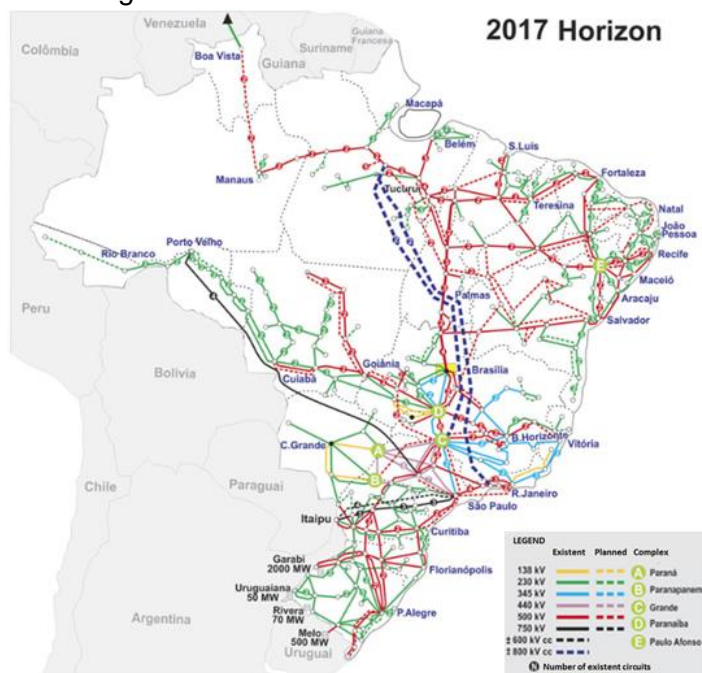 2017 Horizon
Venezuela
Guiana
Francesa
Colômbia
Suriname
Boa Vista
Guiana
Macapá
Belém
S.Luis
Manaus
Fortaleza
Tucuruí
Teresina
Natal
João
Pessoa
Porto Velho
Rio Branco
Recife
E
Maceió
Palmas
Aracaju
Peru
Salvador
Goiânia
Brasília
Cuiabá
Bolivia
D
C
B.Horizonte
Vitória
C.Grande
A
B
Paraguai
R.Janeiro
Chile
São Paulo
Itaipu
Curitiba
Garabi
2000 MW
Florianópolis
Uruguaiana
50 MW
Rivera
70 MW
P.Alegre
Argentina
Melo
500 MW
Uruguai
LEGEND
Existent Planned Complex
138 kV A Paraná
230 kV B Paranapanem
345 kV C Grande
440 kV D Paranaíba
500 kV E Paulo Afonso
750 kV
± 600 kV cc
± 800 kV cc
N Number of existent circuits